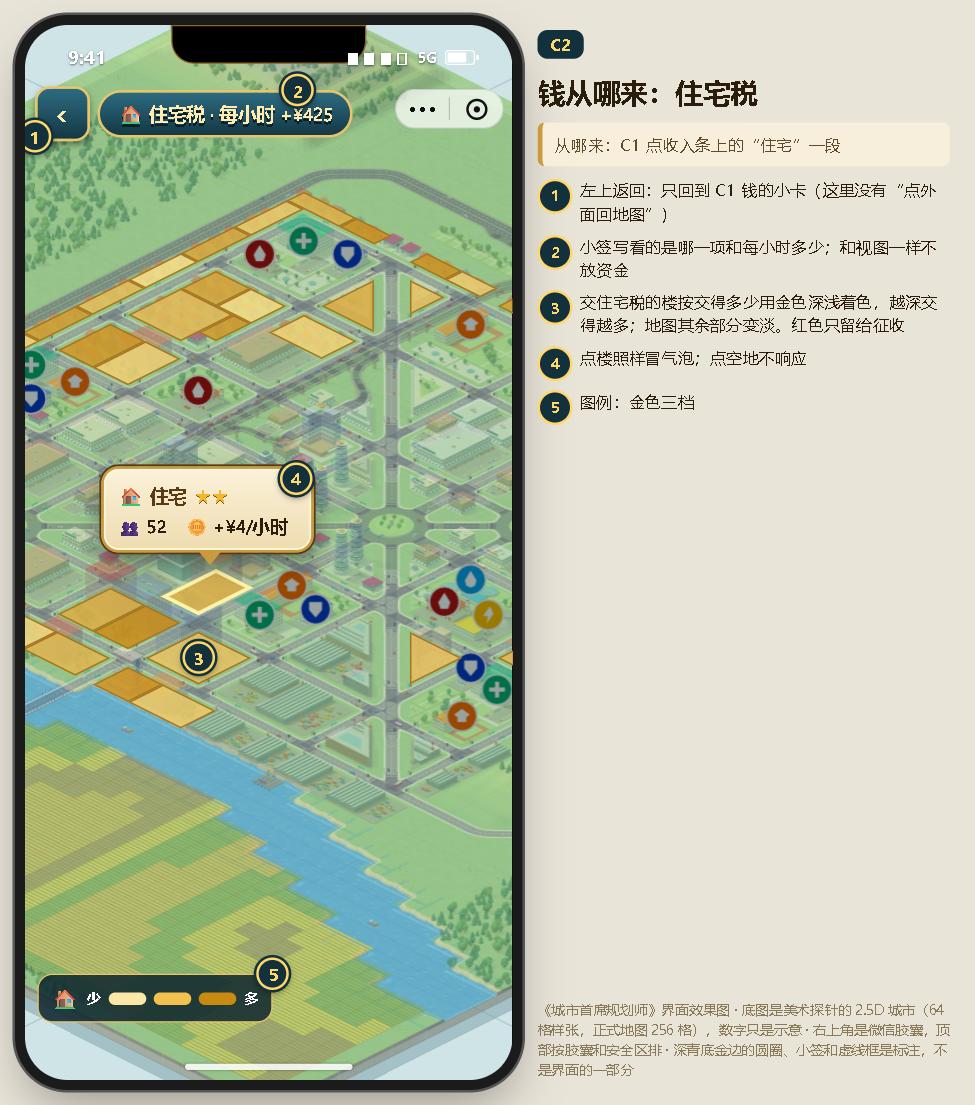 9:41
5G
‹
住宅税 · 每小时 +¥425
2
1
住宅 ★★
52 +¥4/小时
4
3
少 多
5
C2
钱从哪来：住宅税
从哪来：C1 点收入条上的“住宅”一段
1 左上返回：只回到 C1 钱的小卡（这里没有“点外
面回地图”）
2 小签写看的是哪一项和每小时多少；和视图一样不
放资金
3 交住宅税的楼按交得多少用金色深浅着色，越深交
得越多；地图其余部分变淡。红色只留给征收
4 点楼照样冒气泡；点空地不响应
5 图例：金色三档
《城市首席规划师》界面效果图 · 底图是美术探针的 2.5D 城市（64
格样张，正式地图 256 格），数字只是示意 · 右上角是微信胶囊，顶
部按胶囊和安全区排 · 深青底金边的圆圈、小签和虚线框是标注，不
是界面的一部分